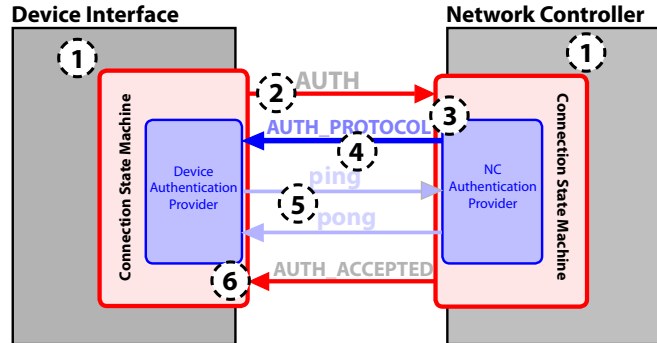 Device Interface
Network Controller
1
1
2
AUTH
3
AUTH_PROTOCOL
4
Connection State Machine
Device
Authentication
Provider
ping
5
pong
NC
Authentication
Provider
Connection State Machine
6
AUTH_ACCEPTED